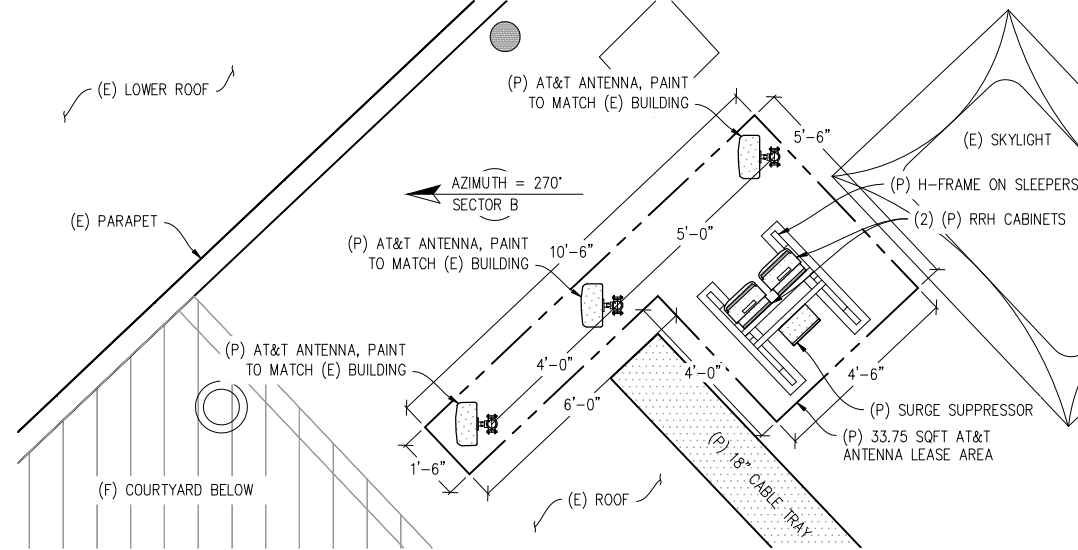 (E) LOWER ROOF
(P) AT&T ANTENNA, PAINT
TO MATCH (E) BUILDING
5'-6"
(E) SKYLIGHT
AZIMUTH = 270°
SECTOR B
(P) H-FRAME ON SLEEPERS
(2) (P) RRH CABINETS
(E) PARAPET
(P) AT&T ANTENNA, PAINT
TO MATCH (E) BUILDING
10'-6"
5'-0"
(P) AT&T ANTENNA, PAINT
TO MATCH (E) BUILDING
4'-0"
4'-0"
4'-6"
6'-0"
(P) SURGE SUPPRESSOR
(P) 33.75 SQFT AT&T
ANTENNA LEASE AREA
1'-6"
(P) 18" CABLE TRAY
(F) COURTYARD BELOW
(E) ROOF